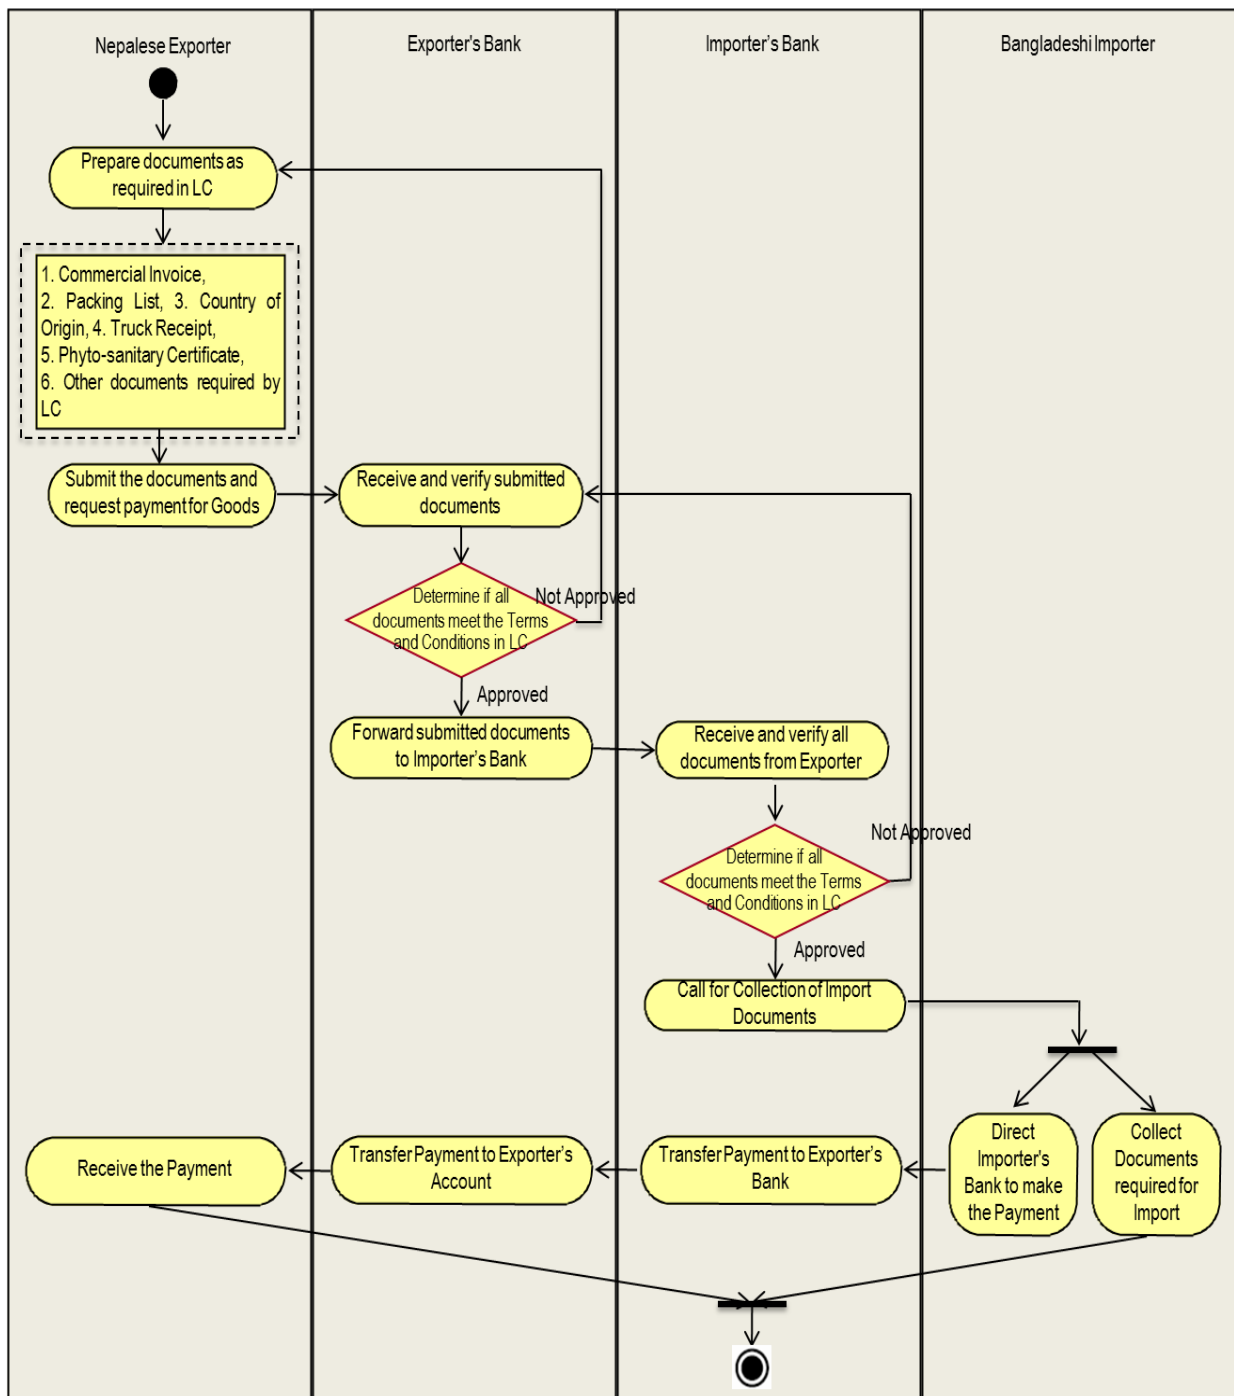 Nepalese Exporter
Exporter's Bank
Importer's Bank
Bangladeshi Importer
Prepare documents as
required in LC
1. Commercial Invoice,
2. Packing List, 3. Country of
Origin, 4. Truck Receipt,
5. Phyto-sanitary Certificate,
6. Other documents required by
LC
Submit the documents and
request payment for Goods
Receive and verify submitted
documents
Determine if all
documents meet the Terms
and Conditions in LC
Not Approved
Approved
Forward submitted documents
to Importer's Bank
Receive and verify all
documents from Exporter
Determine if all
documents meet the Terms
and Conditions in LC
Not Approved
Approved
Call for Collection of Import
Documents
Direct
Importer's
Bank to make
the Payment
Collect
Documents
required for
Import
Transfer Payment to Exporter's
Bank
Transfer Payment to Exporter's
Account
Receive the Payment